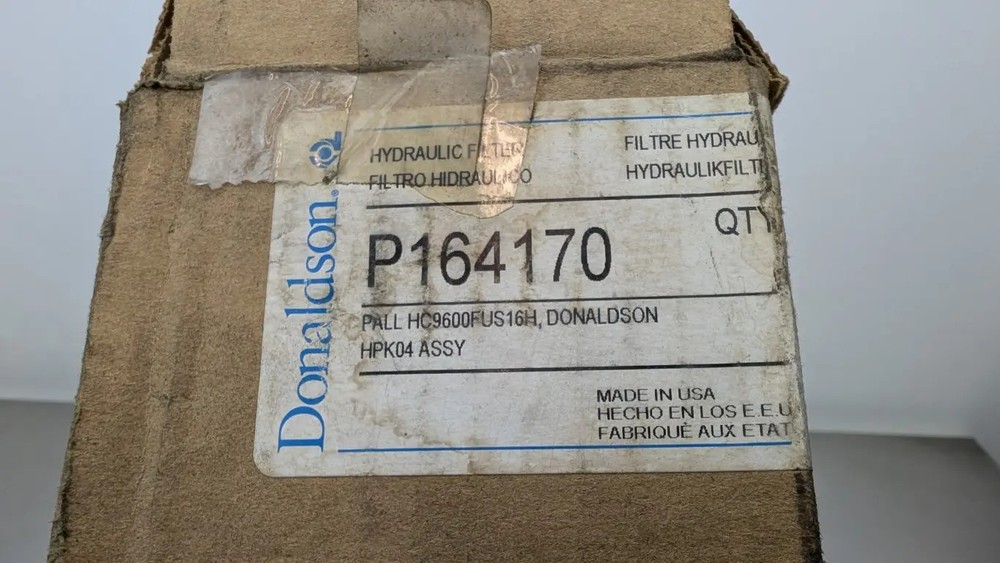 Donaldson.
HYDRAULIC FILTER
FILTRO HIDRAULICO
FILTRE HYDRAU
HYDRAULIKFILT
P164170
QTY
PALL HC9600FUS16H, DONALDSON
HPK04 ASSY
MADE IN USA
HECHO EN LOS E.E.U
FABRIQUÉ AUX ETAT